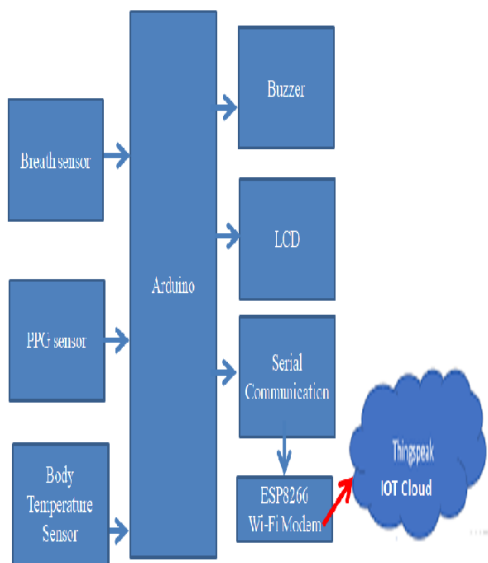 Buzzer
Breath sensor
LCD
Arduino
PPG sensor
Serial
Communication
Thingspeak
IOT Cloud
Body
Temperature
Sensor
ESP8266
Wi-Fi Modem